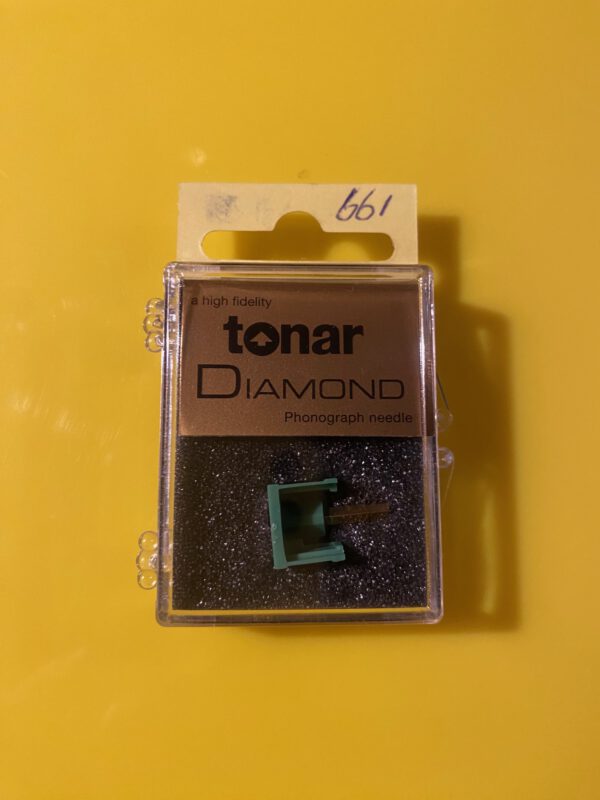 661
a high fidelity
tonar
DIAMOND
Phonograph needle